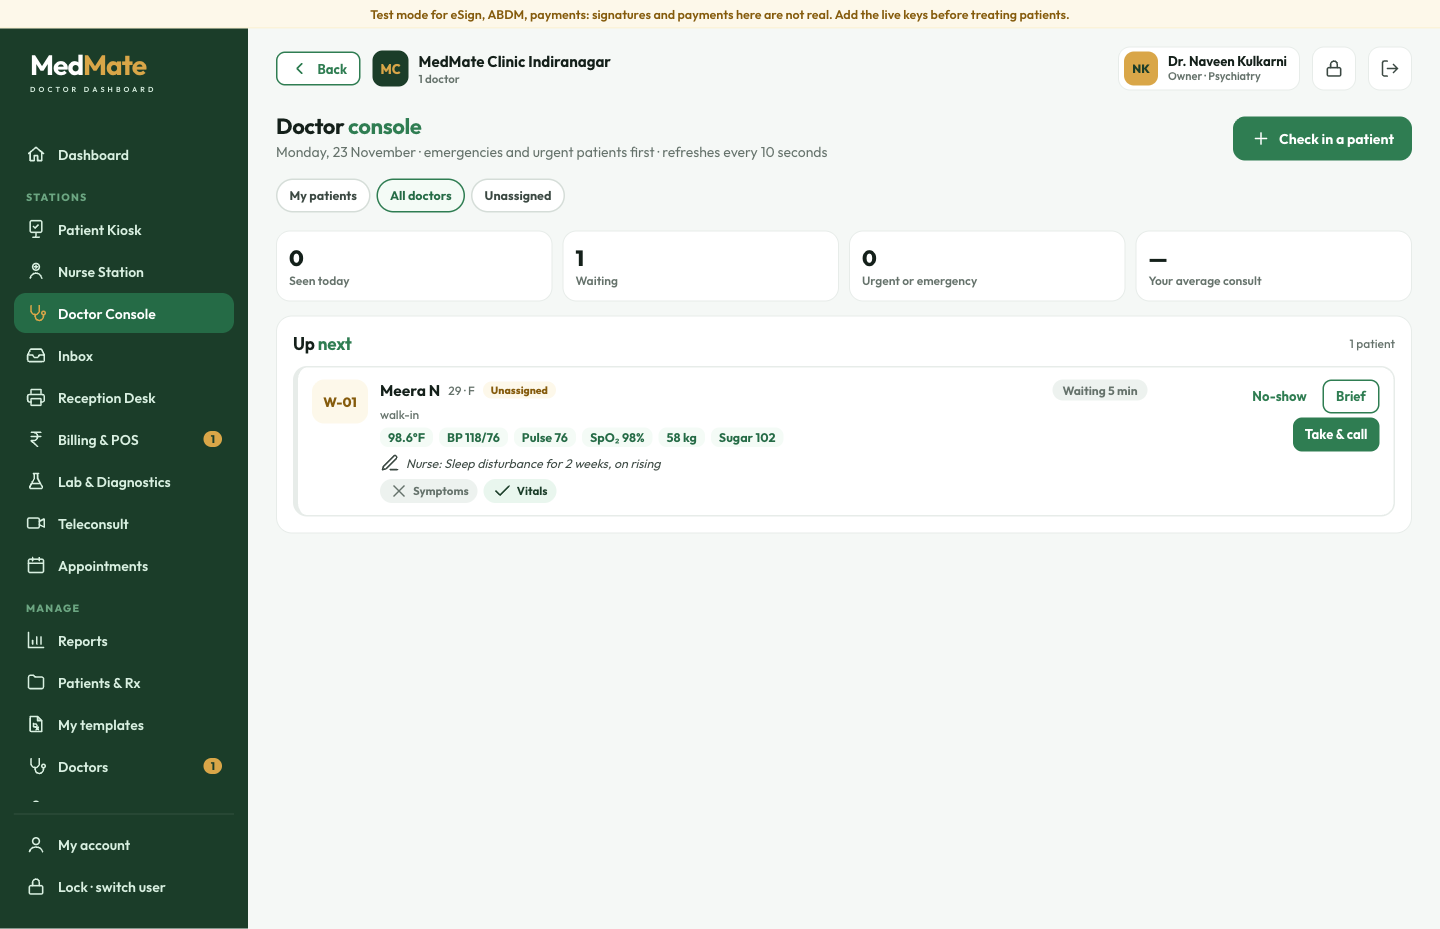 Test mode for eSign, ABDM, payments: signatures and payments here are not real. Add the live keys before treating patients.
MedMate
DOCTOR DASHBOARD
Dashboard
STATIONS
Patient Kiosk
Nurse Station
Doctor Console
Inbox
Reception Desk
Billing & POS 1
Lab & Diagnostics
Teleconsult
Appointments
MANAGE
Reports
Patients & Rx
My templates
Doctors 1
My account
Lock · switch user
Back
MC
MedMate Clinic Indiranagar
1 doctor
NK
Dr. Naveen Kulkarni
Owner · Psychiatry
Doctor console
Monday, 23 November · emergencies and urgent patients first · refreshes every 10 seconds
Check in a patient
My patients All doctors Unassigned
0
Seen today
1
Waiting
0
Urgent or emergency
—
Your average consult
Up next
1 patient
W-01
Meera N 29 · F Unassigned
walk-in
98.6°F BP 118/76 Pulse 76 SpO₂ 98% 58 kg Sugar 102
Nurse: Sleep disturbance for 2 weeks, on rising
Symptoms Vitals
Waiting 5 min
No-show Brief
Take & call